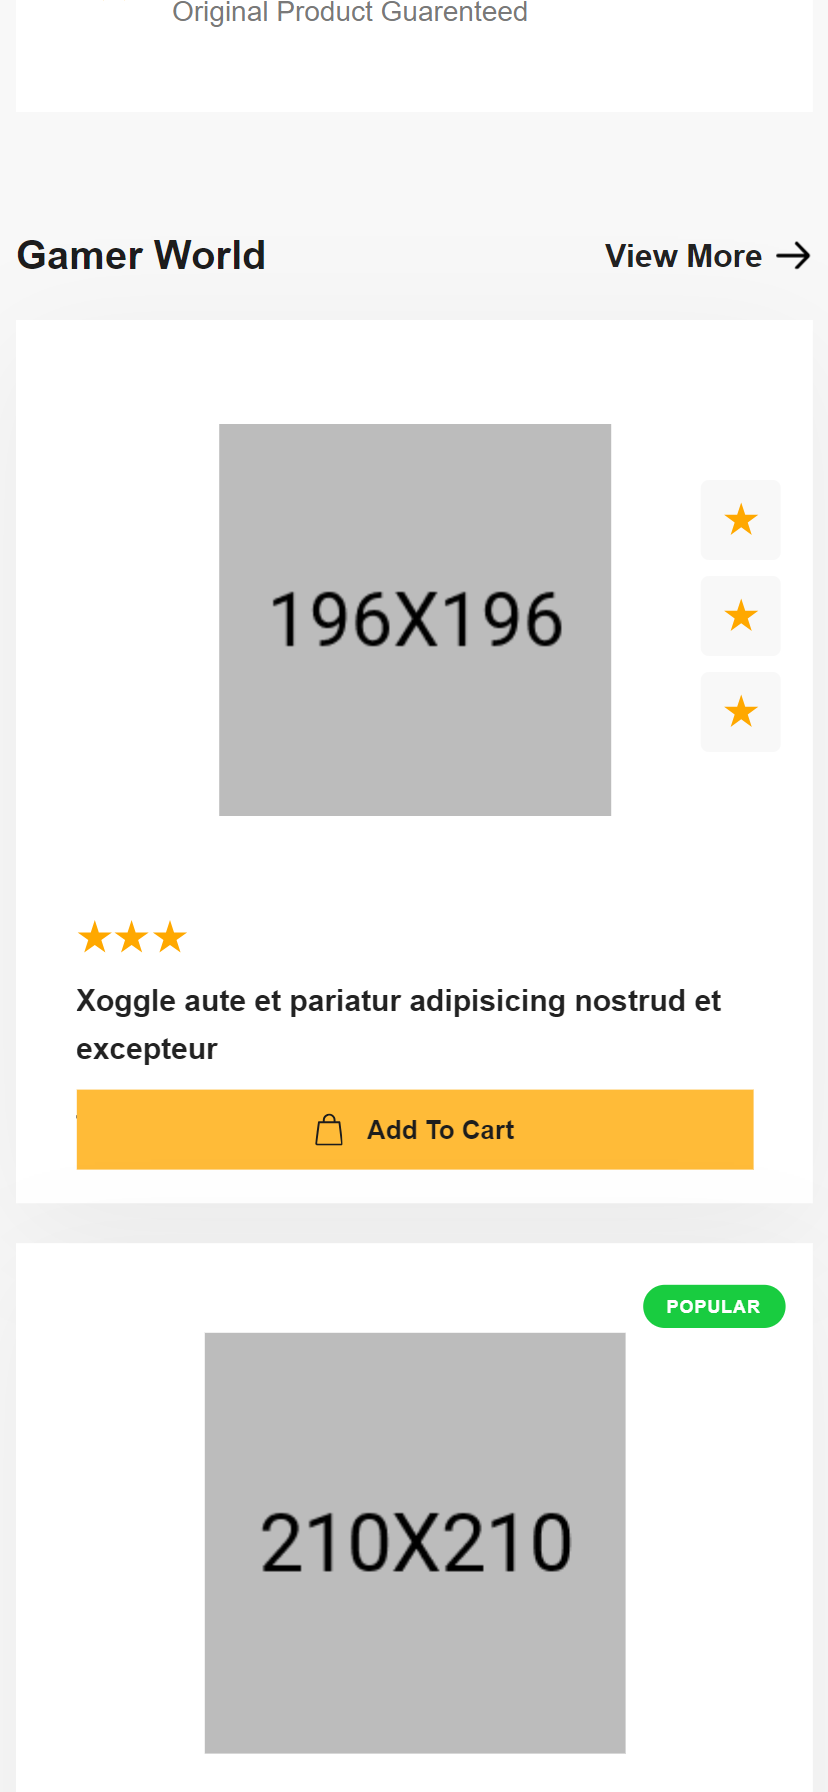 Original Product Guarenteed
Gamer World
View More
196X196
Xoggle aute et pariatur adipisicing nostrud et
excepteur
Add To Cart
POPULAR
210X210